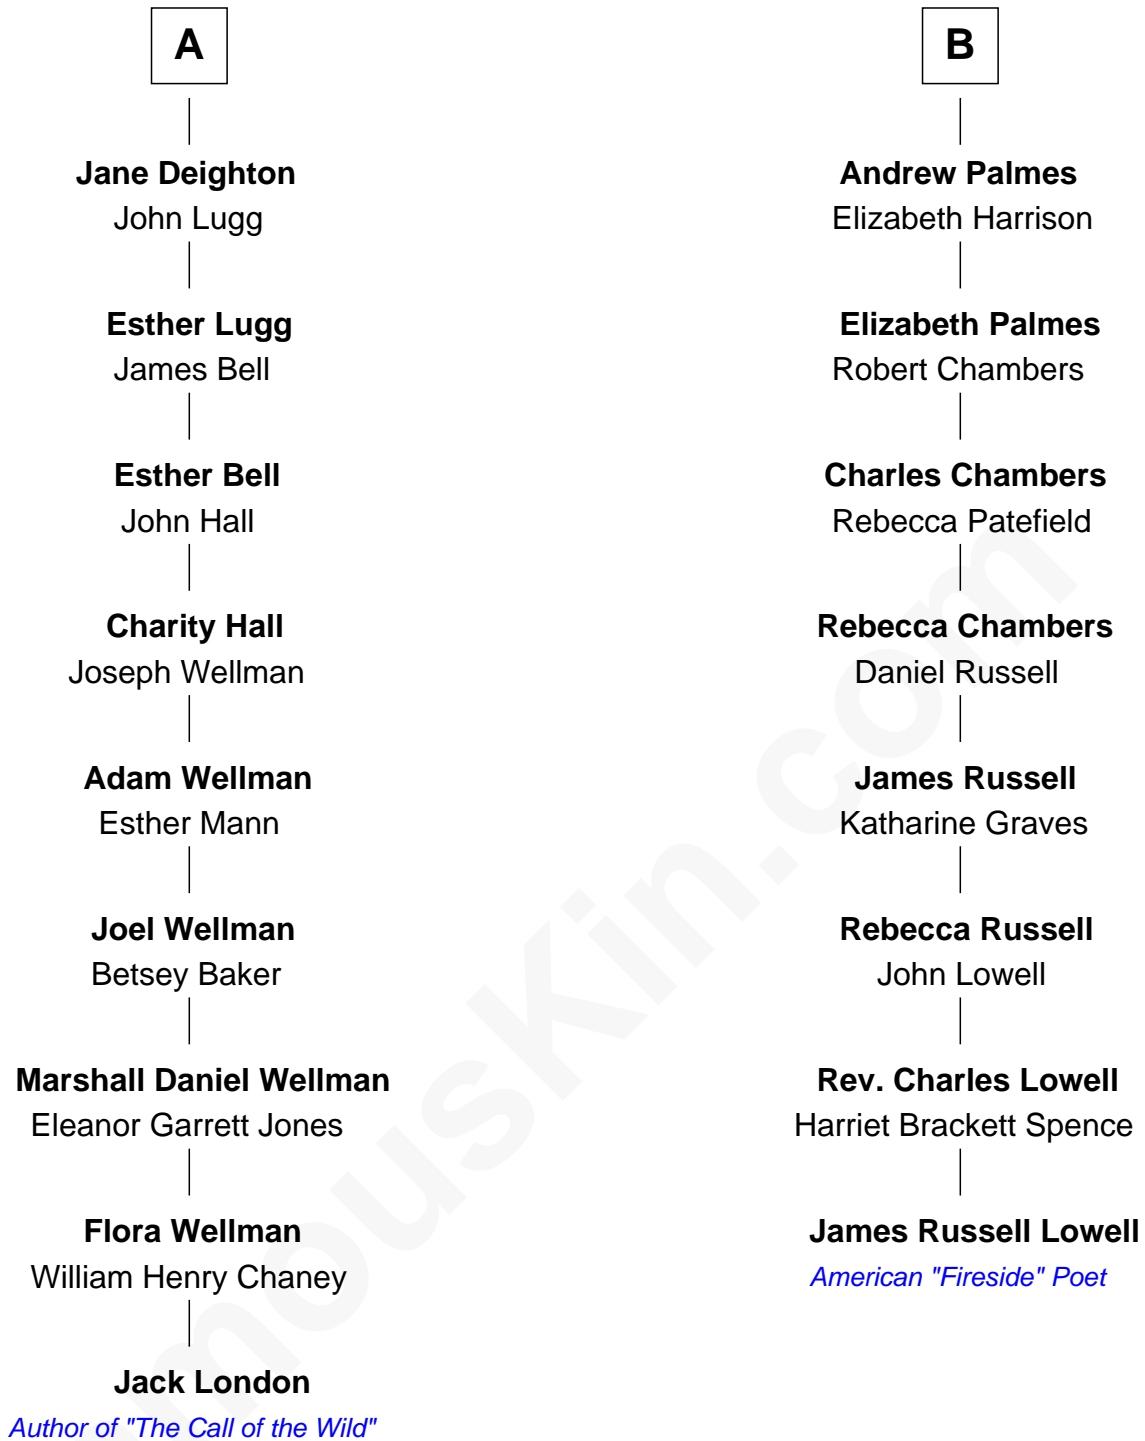 A
Jane Deighton
John Lugg
Esther Lugg
James Bell
Esther Bell
John Hall
Charity Hall
Joseph Wellman
Adam Wellman
Esther Mann
Joel Wellman
Betsey Baker
Marshall Daniel Wellman
Eleanor Garrett Jones
Flora Wellman
William Henry Chaney
Jack London
Author of "The Call of the Wild"
B
Andrew Palmes
Elizabeth Harrison
Elizabeth Palmes
Robert Chambers
Charles Chambers
Rebecca Patefield
Rebecca Chambers
Daniel Russell
James Russell
Katharine Graves
Rebecca Russell
John Lowell
Rev. Charles Lowell
Harriet Brackett Spence
James Russell Lowell
American "Fireside" Poet
mousKin.com